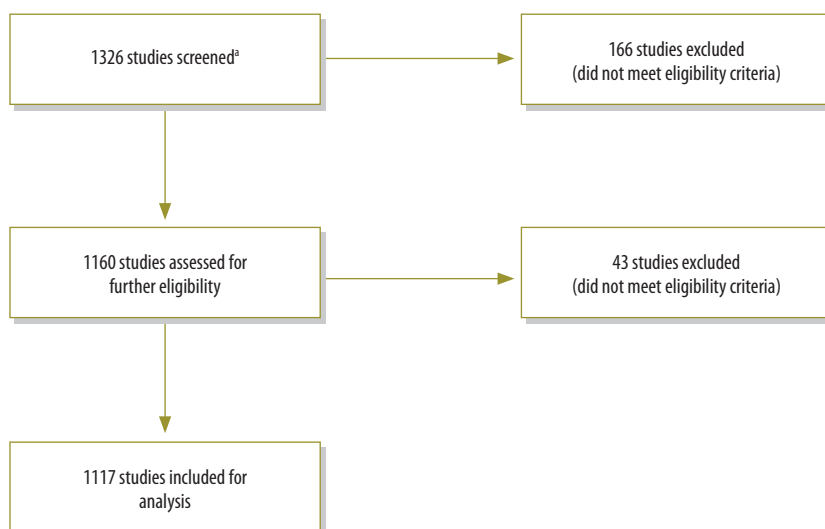 1326 studies screenedᵃ
166 studies excluded
(did not meet eligibility criteria)
1160 studies assessed for
further eligibility
43 studies excluded
(did not meet eligibility criteria)
1117 studies included for
analysis